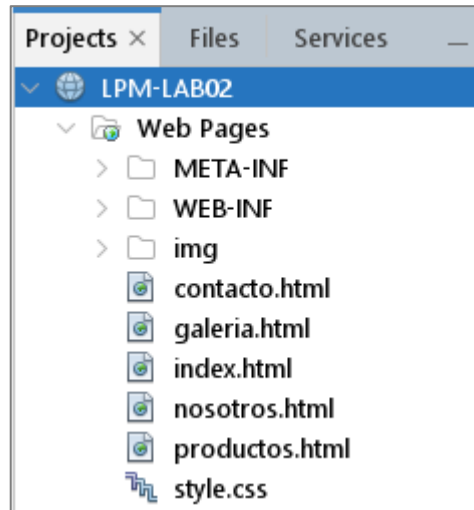 Projects × Files Services
LPM-LAB02
Web Pages
META-INF
WEB-INF
img
contacto.html
galeria.html
index.html
nosotros.html
productos.html
style.css